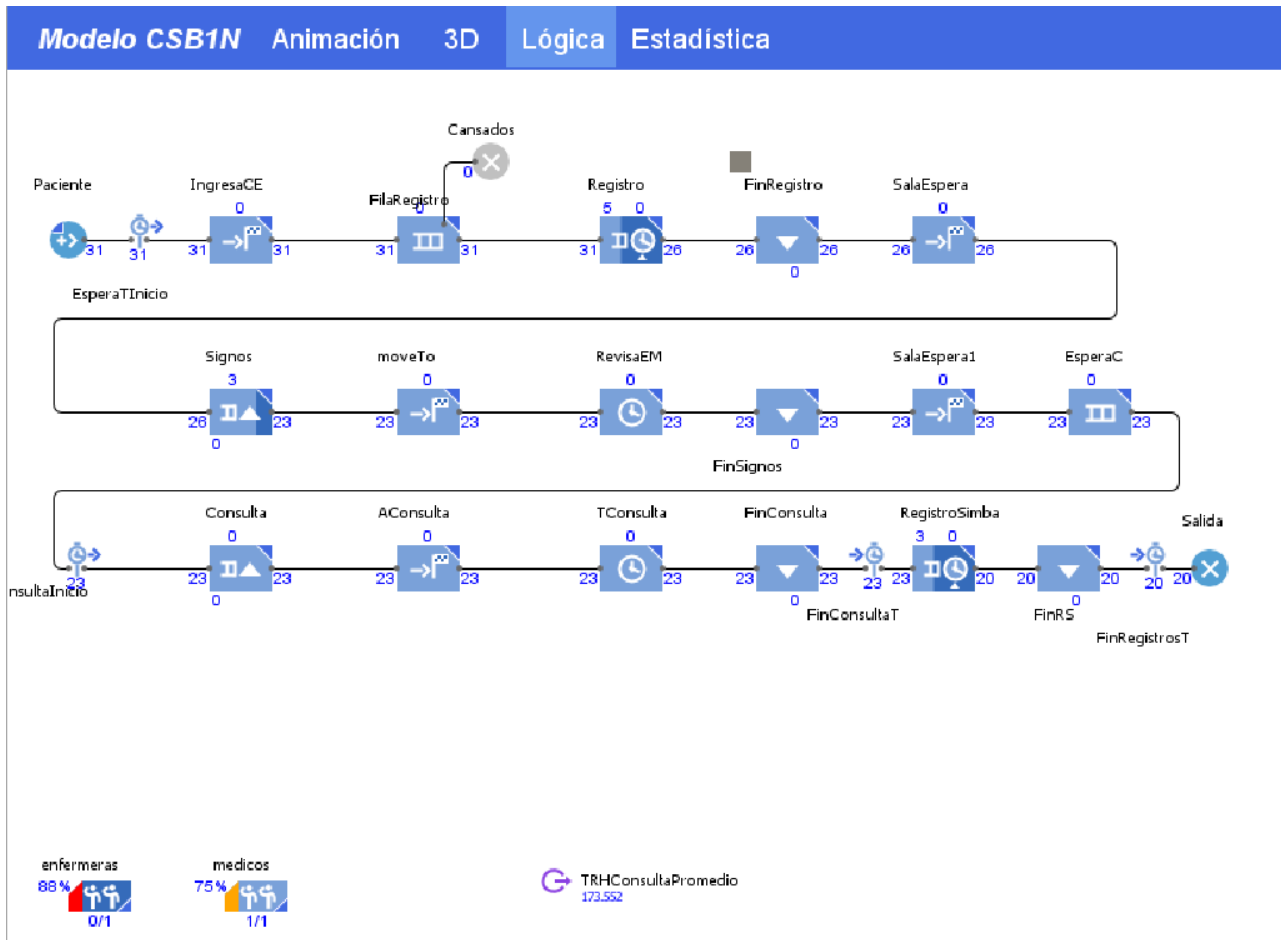 Modelo CSB1N Animación 3D Lógica Estadística
Cansados
0
Paciente IngresaCE FilaRegistro Registro FinRegistro SalaEspera
0 0 5 0 0
31 31 31 31 31 31 31 26 26 26 26 26
0
EsperaTInicio
Signos moveTo RevisaEM SalaEspera1 EsperaC
3 0 0 0 0
26 23 23 23 23 23 23 23 23 23 23 23
0 0
FinSignos
Consulta AConsulta TConsulta FinConsulta RegistroSimba Salida
0 0 0 3 0
23 23 23 23 23 23 23 23 23 23 23 20 20 20 20 20
nsultaInicio
0 0 0
FinConsultaT FinRS
FinRegistrosT
enfermeras medicos
88% 75%
0/1 1/1
TRHConsultaPromedio
173.552